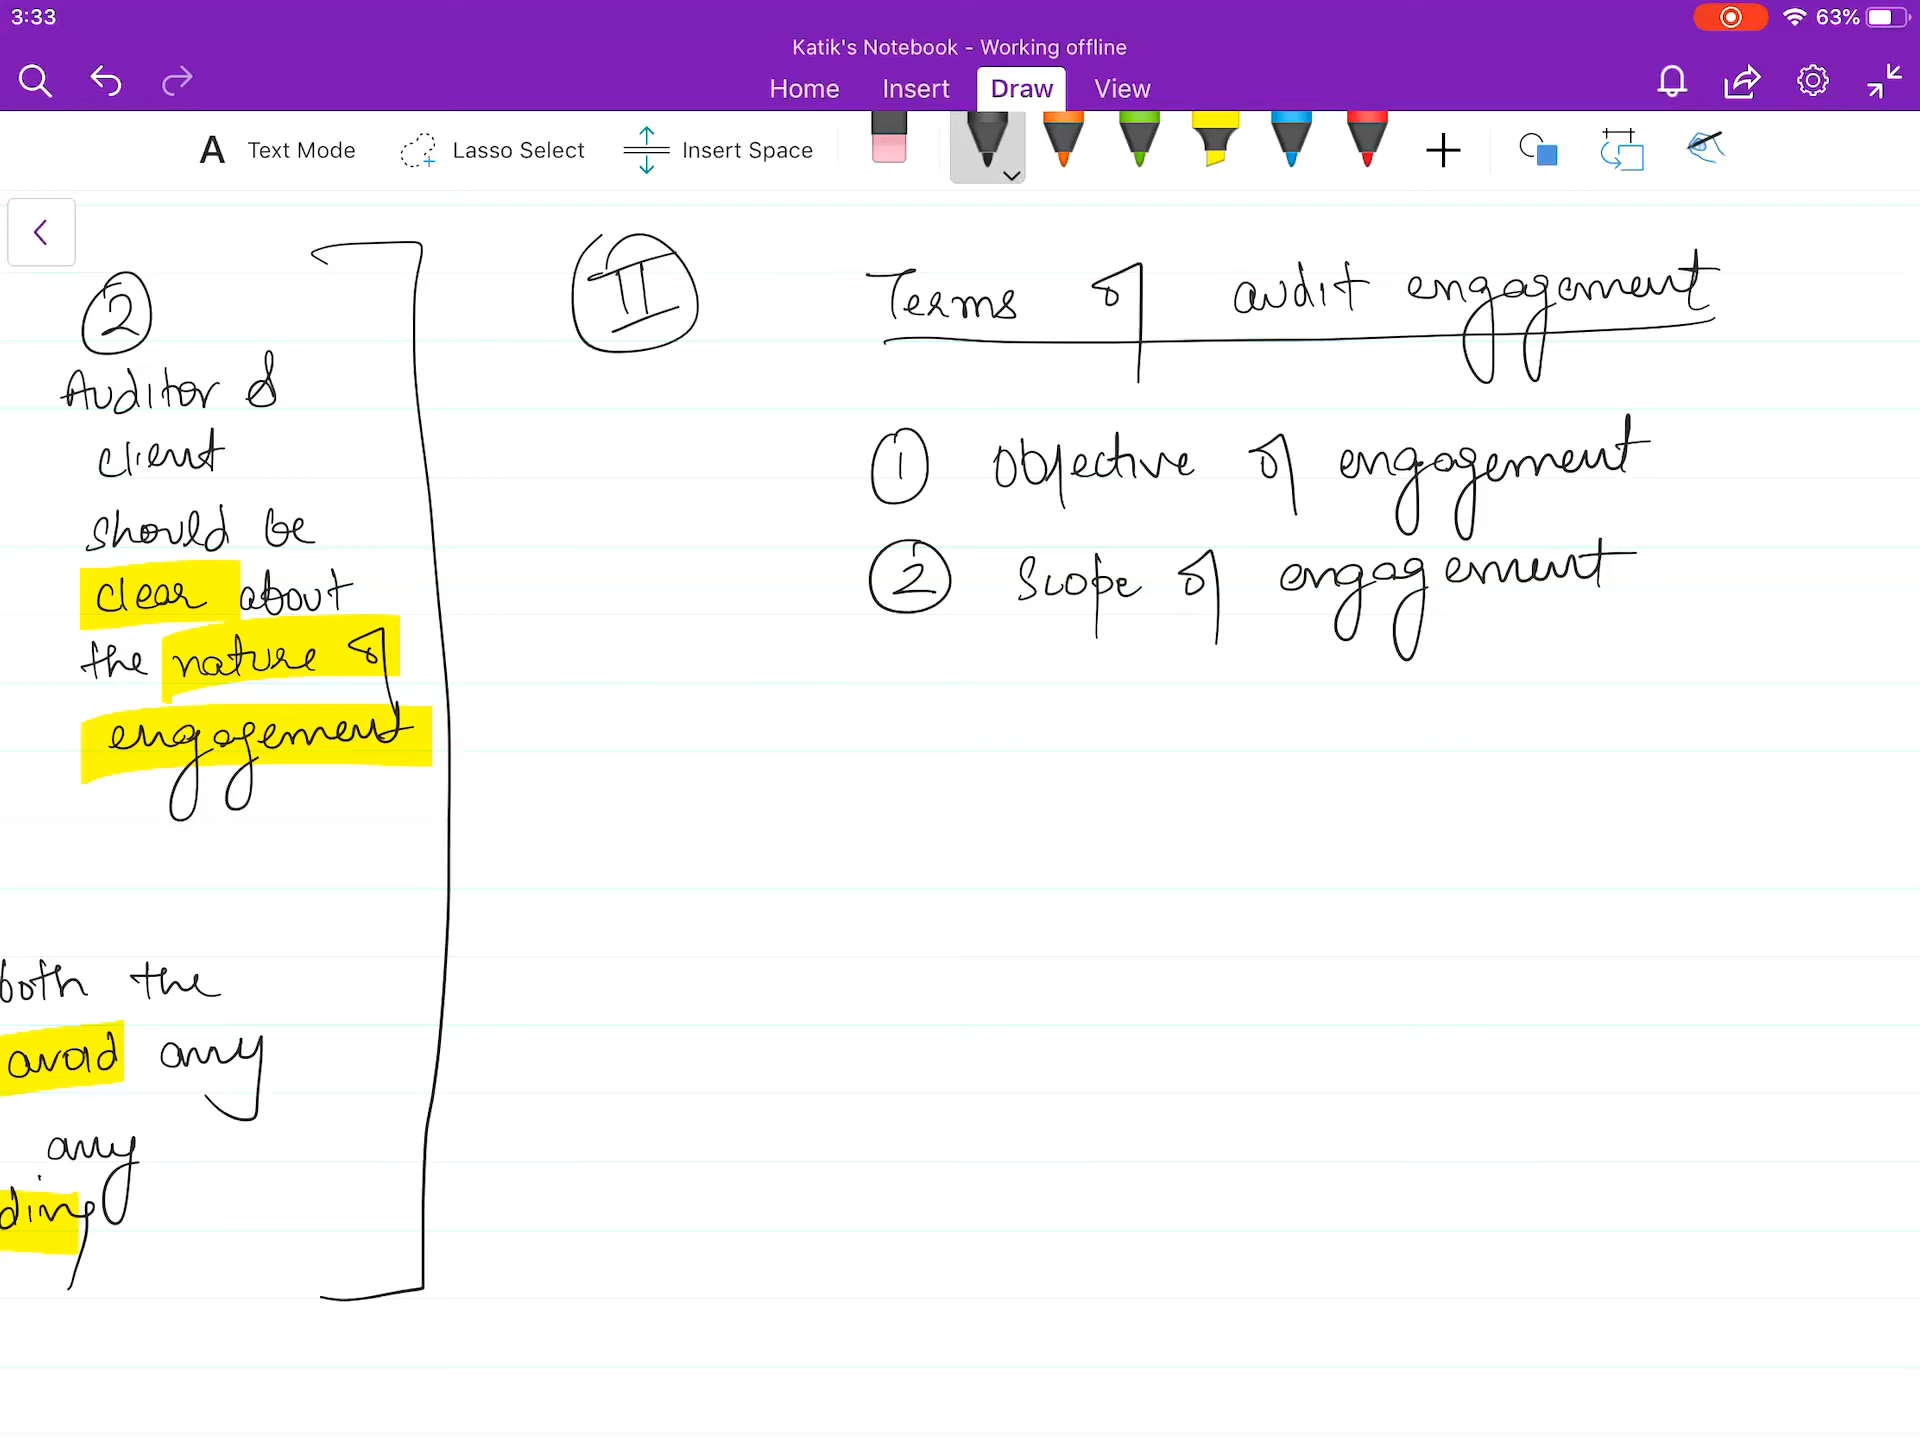 3:33
63%
Katik's Notebook - Working offline
Home Insert Draw View
A Text Mode Lasso Select Insert Space
2
Auditor &
client
should be
clear about
the nature of
engagement
both the
avoid any
any
ding
II Terms of audit engagement
1 Objective of engagement
2 Scope of engagement